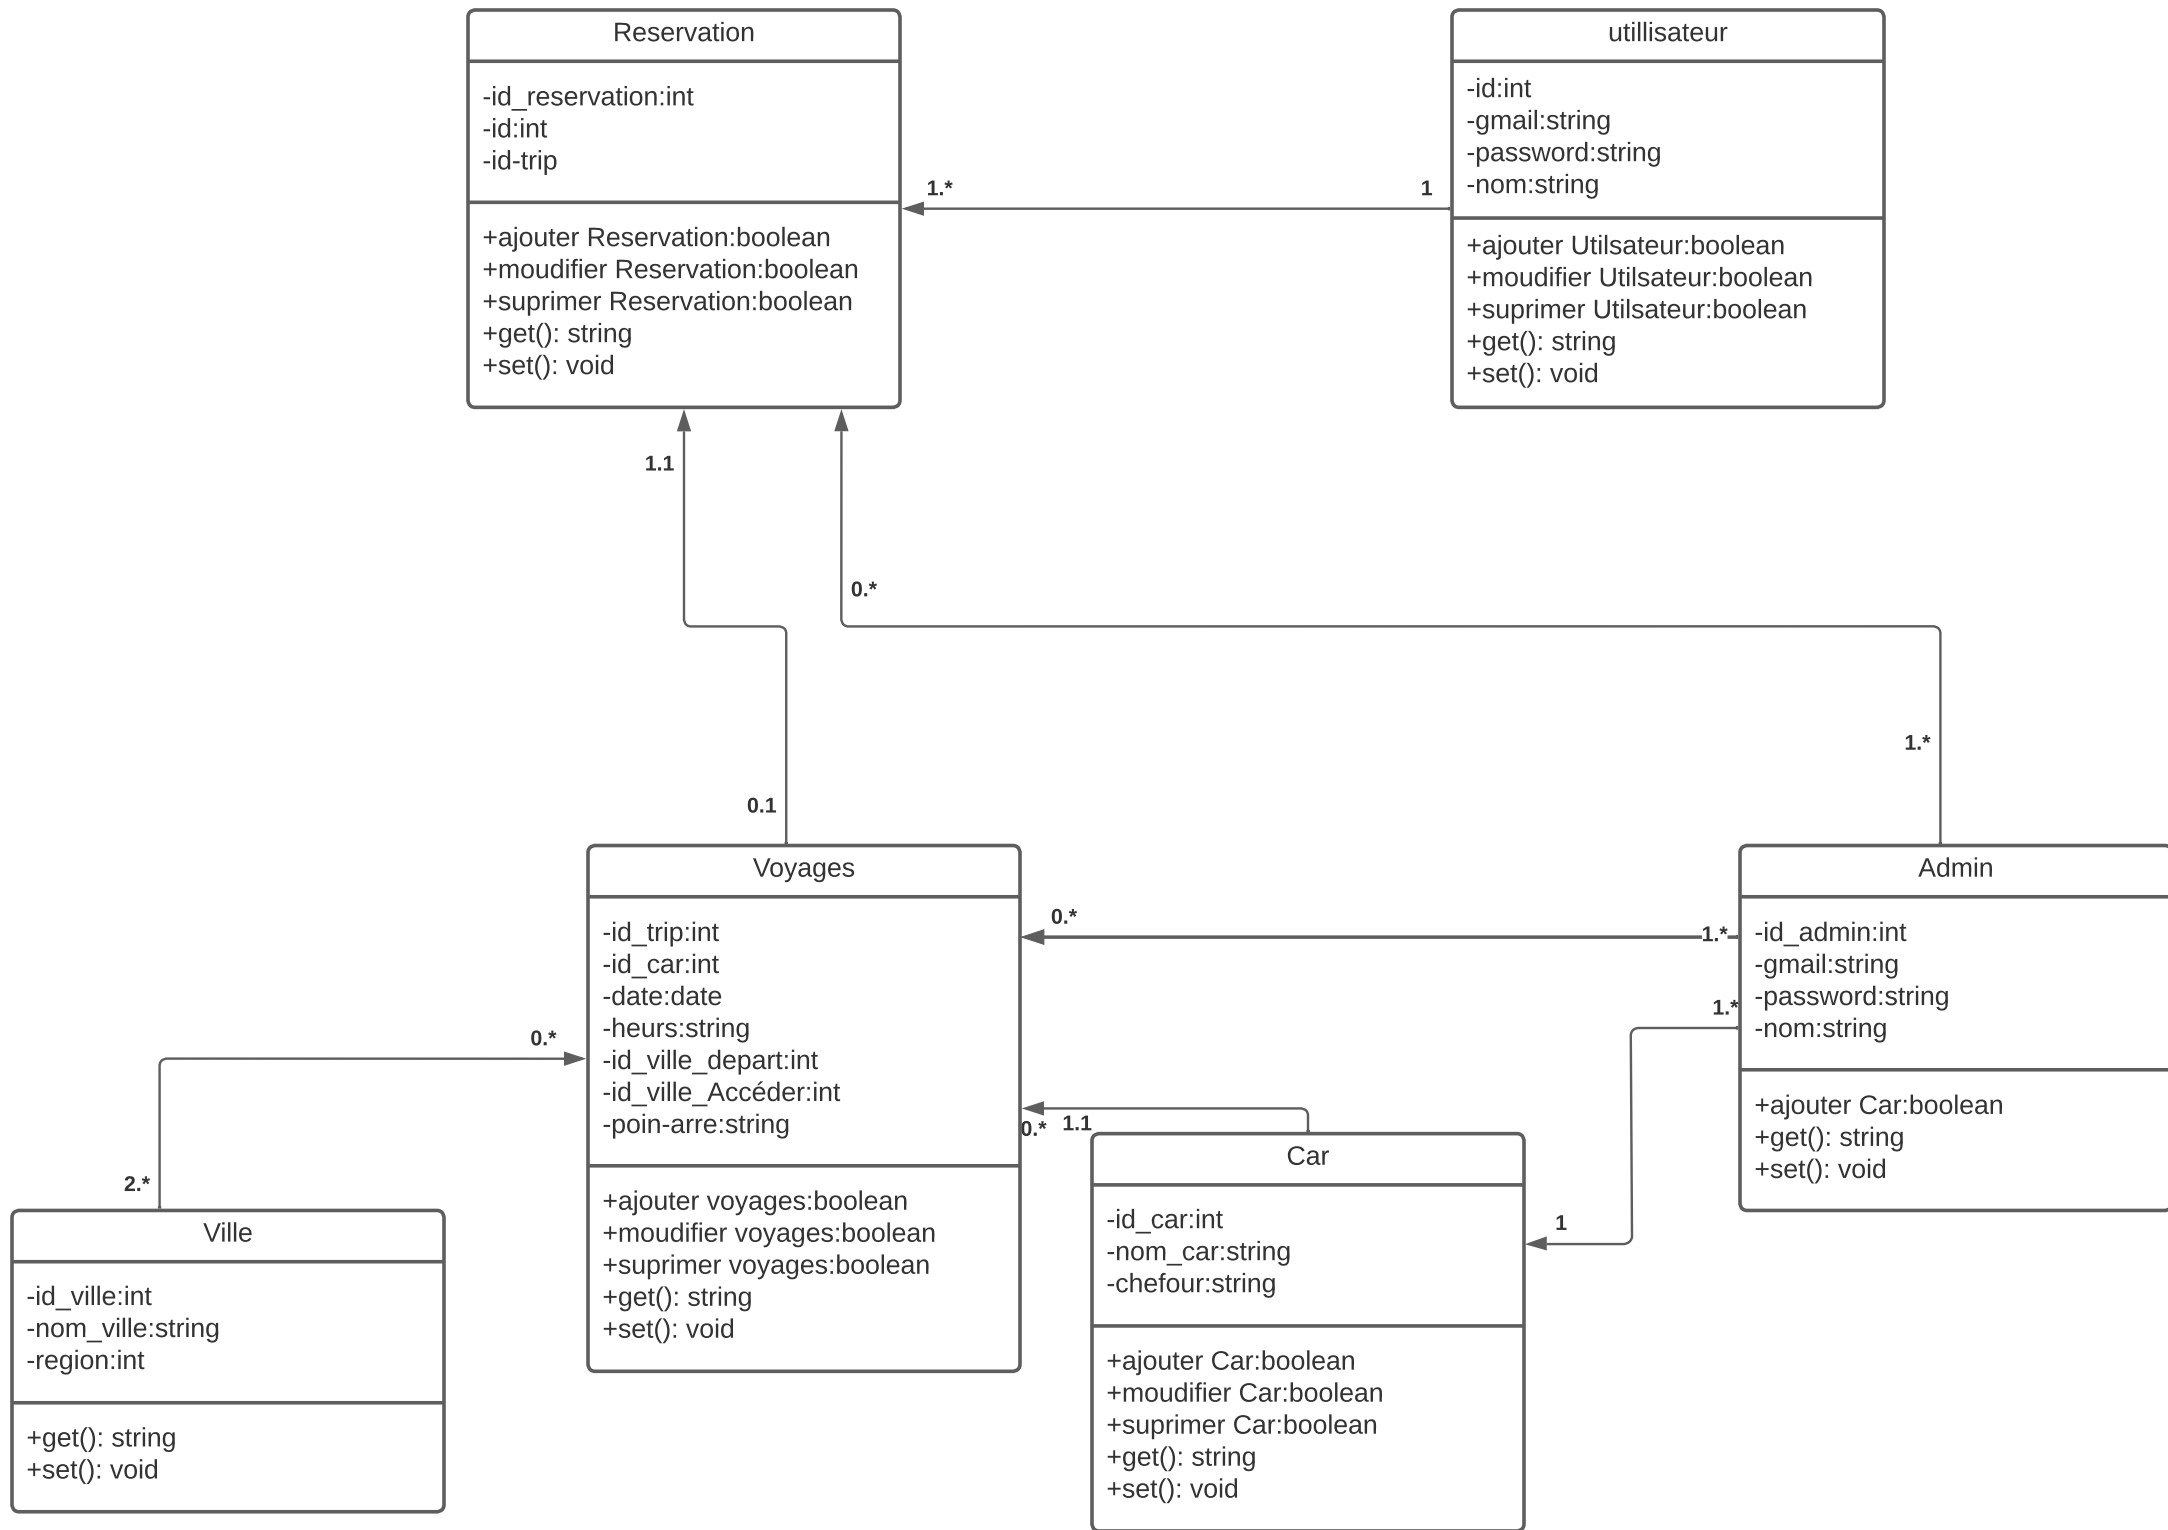 Reservation
-id_reservation:int
-id:int
-id-trip
+ajouter Reservation:boolean
+moudifier Reservation:boolean
+suprimer Reservation:boolean
+get(): string
+set(): void
utillisateur
-id:int
-gmail:string
-password:string
-nom:string
+ajouter Utilsateur:boolean
+moudifier Utilsateur:boolean
+suprimer Utilsateur:boolean
+get(): string
+set(): void
1.*
1
1.1
0.*
1.*
0.1
Voyages
-id_trip:int
-id_car:int
-date:date
-heurs:string
-id_ville_depart:int
-id_ville_Accéder:int
-poin-arre:string
+ajouter voyages:boolean
+moudifier voyages:boolean
+suprimer voyages:boolean
+get(): string
+set(): void
0.*
1.*
Admin
-id_admin:int
-gmail:string
-password:string
-nom:string
+ajouter Car:boolean
+get(): string
+set(): void
1.*
1
0.*
2.*
0.*
1.1
Ville
-id_ville:int
-nom_ville:string
-region:int
+get(): string
+set(): void
Car
-id_car:int
-nom_car:string
-chefour:string
+ajouter Car:boolean
+moudifier Car:boolean
+suprimer Car:boolean
+get(): string
+set(): void